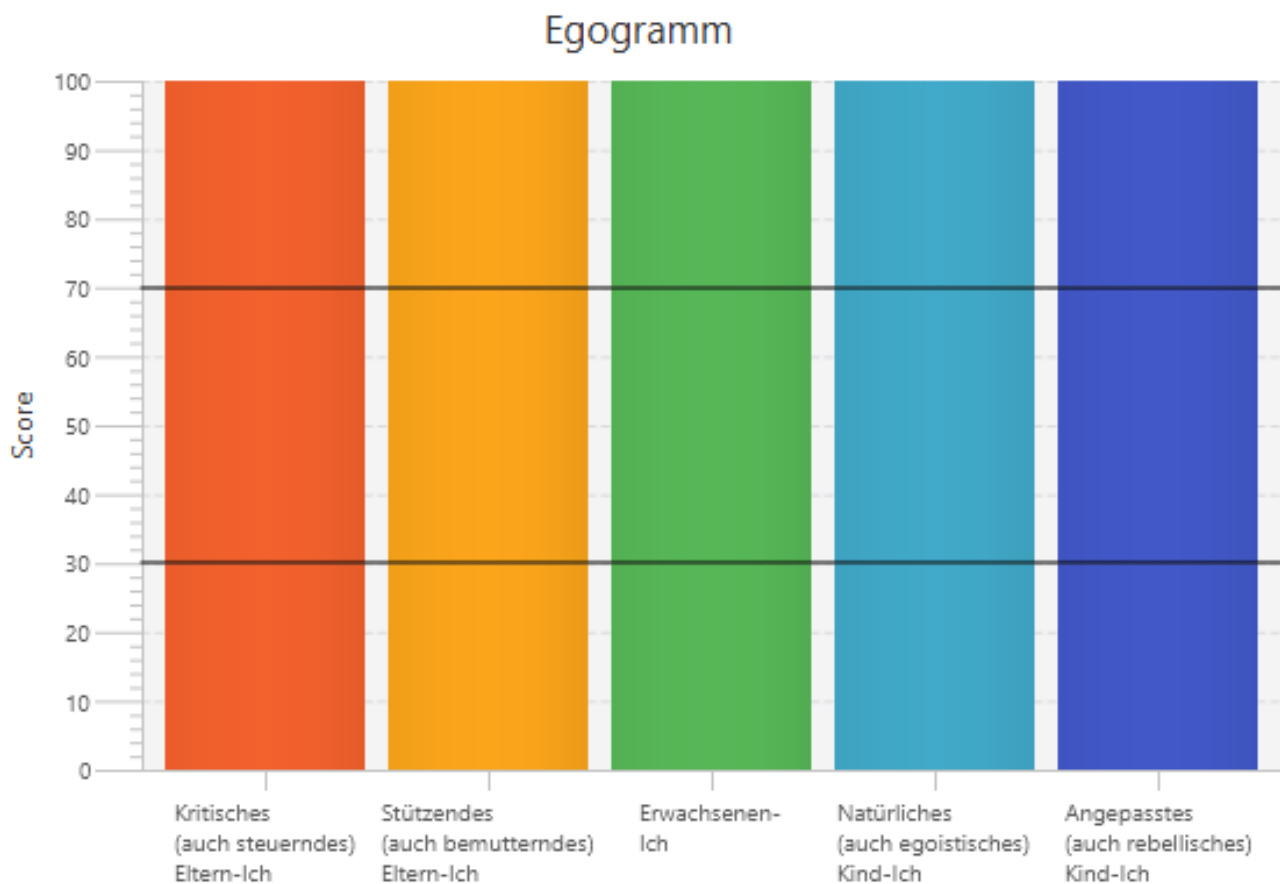 Egogramm
100
90
80
70
60
50
40
30
20
10
0
Score
Kritisches
(auch steuerndes)
Eltern-Ich
Stützendes
(auch bemutterndes)
Eltern-Ich
Erwachsenen-
Ich
Natürliches
(auch egoistisches)
Kind-Ich
Angepasstes
(auch rebellisches)
Kind-Ich